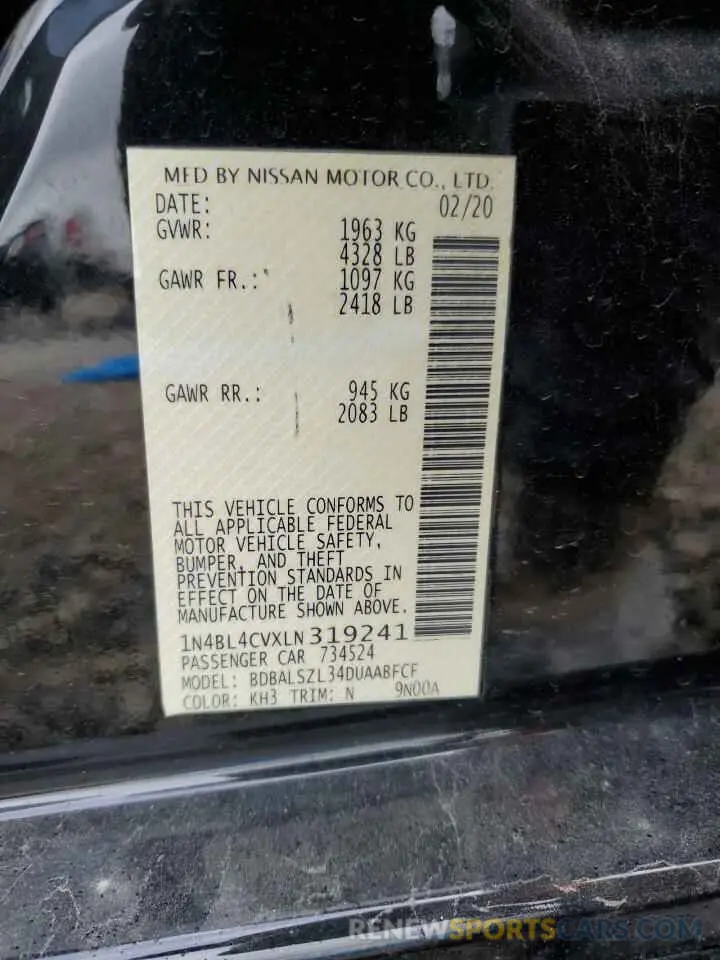 MFD BY NISSAN MOTOR CO., LTD.
DATE: 02/20
GVWR: 1963 KG
4328 LB
GAWR FR.: 1097 KG
2418 LB
GAWR RR.: 945 KG
2083 LB
THIS VEHICLE CONFORMS TO
ALL APPLICABLE FEDERAL
MOTOR VEHICLE SAFETY,
BUMPER, AND THEFT
PREVENTION STANDARDS IN
EFFECT ON THE DATE OF
MANUFACTURE SHOWN ABOVE.
1N4BL4CVXLN319241
PASSENGER CAR 734524
MODEL: BDBALSZL34DUAABFCF
COLOR: KH3 TRIM: N 9N00A
RENEWSPORTSCARS.COM